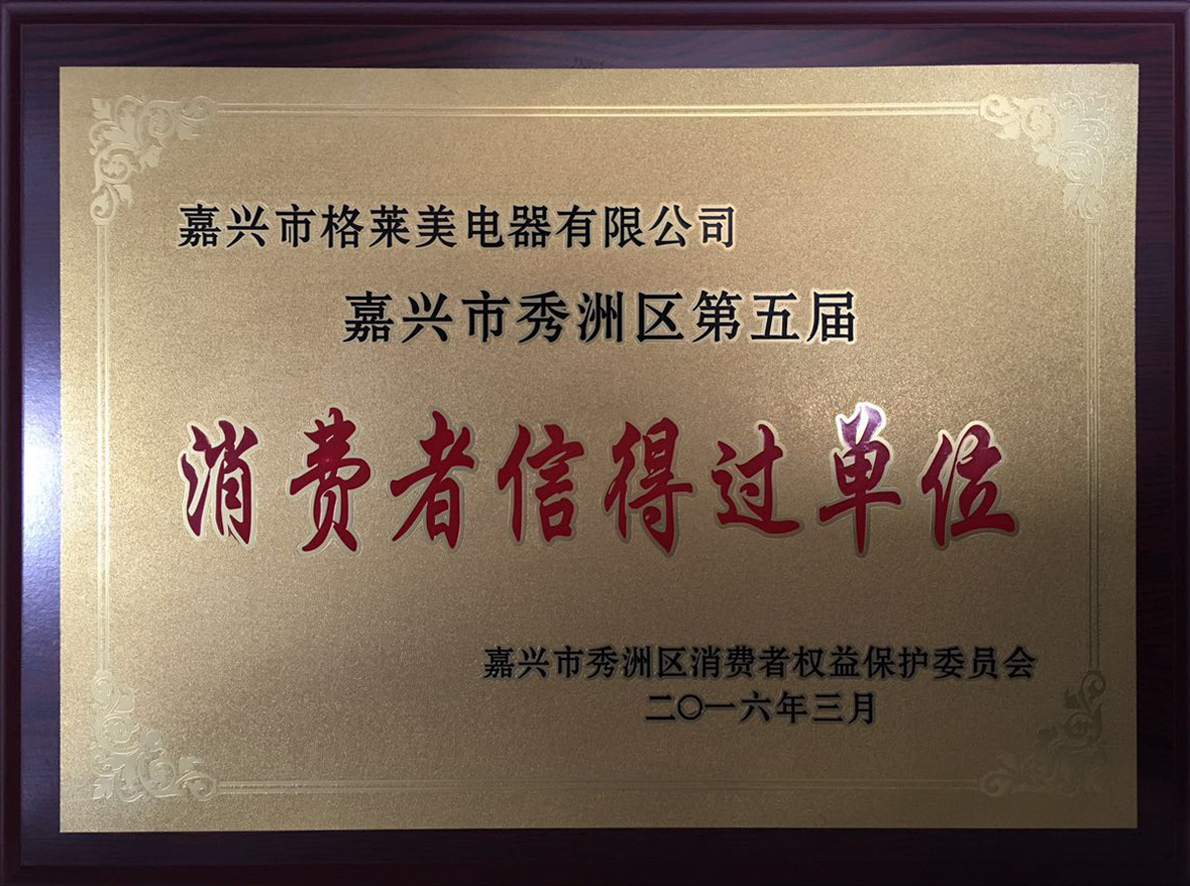 嘉兴市格莱美电器有限公司
嘉兴市秀洲区第五届
消费者信得过单位
嘉兴市秀洲区消费者权益保护委员会
二〇一六年三月